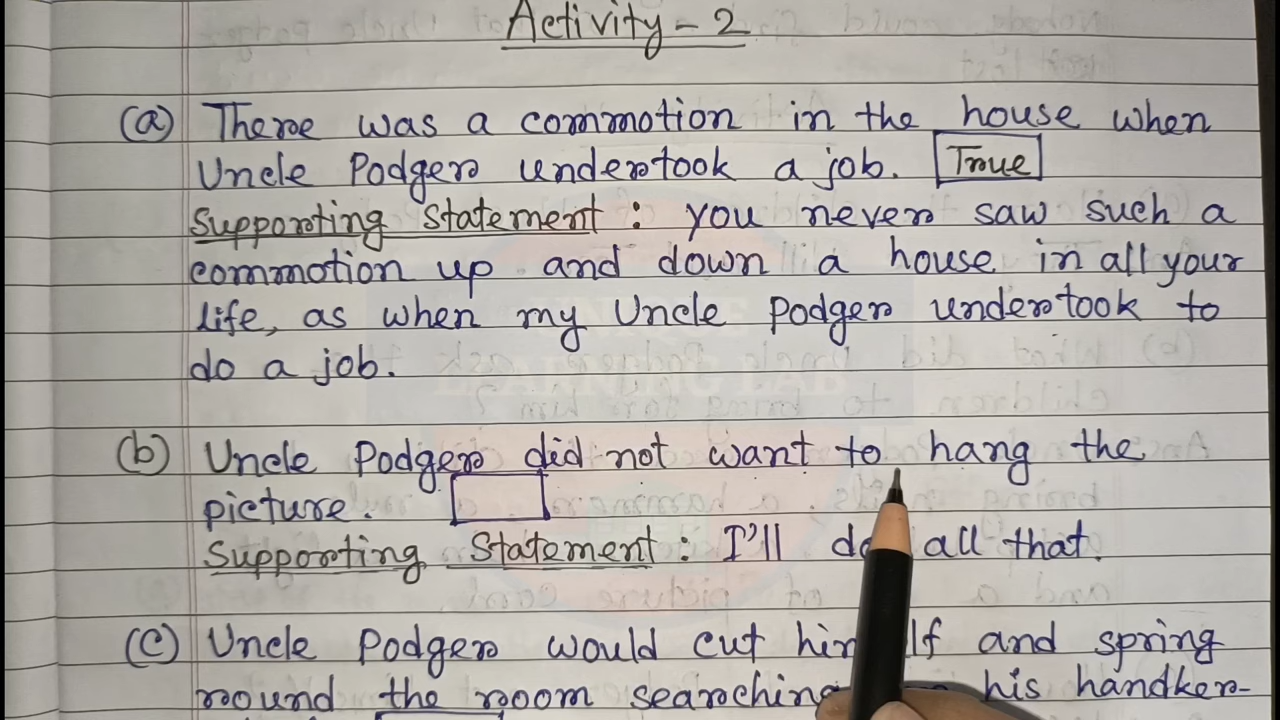 Activity - 2
(a) There was a commotion in the house when
Uncle Podger undertook a job. True
Supporting Statement : you never saw such a
commotion up and down a house in all your
life, as when my Uncle Podger undertook to
do a job.
(b) Uncle Podger did not want to hang the
picture.
Supporting Statement : I'll do all that.
(c) Uncle Podger would cut himself and spring
round the room searching his handker-